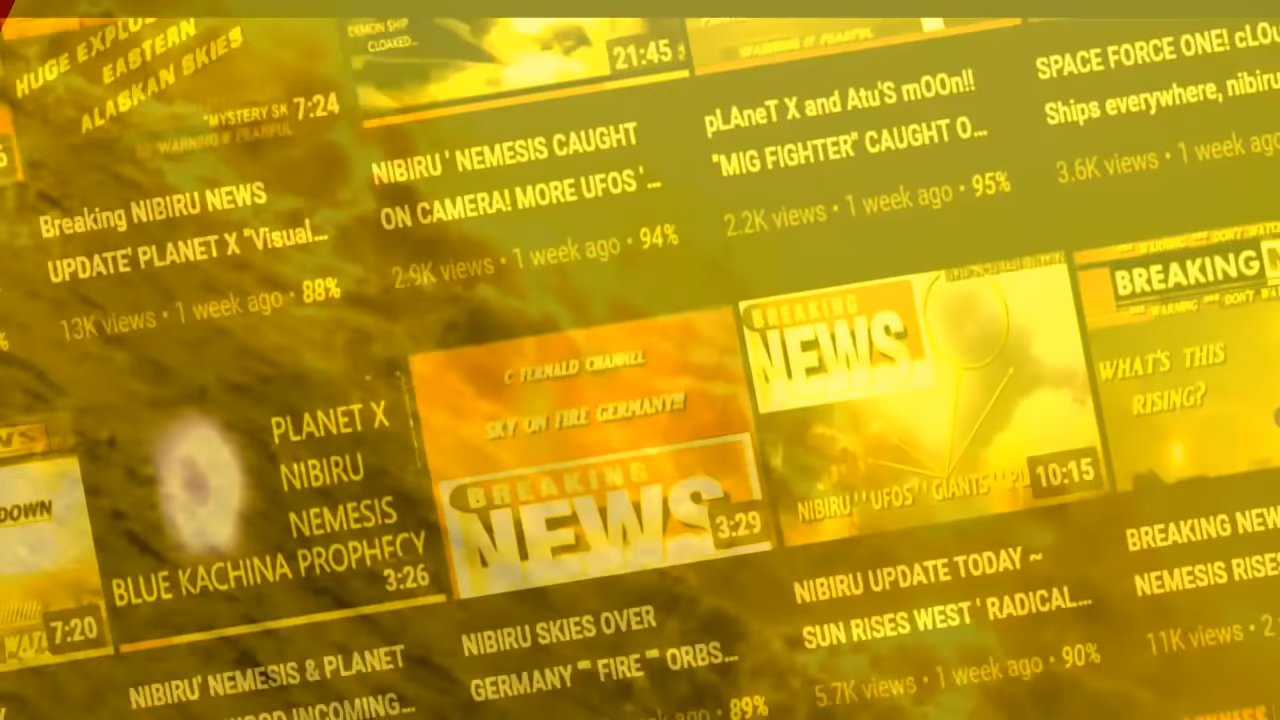 HUGE EXPLO
EASTERN
ALASKAN SKIES
"MYSTERY SK
7:24
WARNING IF FEARFUL
DEMON SHIP
CLOAKED...
21:45
WARNING IF FEARFUL
Breaking NIBIRU NEWS
UPDATE' PLANET X "Visual...
13K views • 1 week ago • 88%
NIBIRU ' NEMESIS CAUGHT
ON CAMERA! MORE UFOS '...
2.9K views • 1 week ago • 94%
pLAneT X and Atu'S mOOn!!
"MIG FIGHTER" CAUGHT O...
2.2K views • 1 week ago • 95%
SPACE FORCE ONE! cLOu
Ships everywhere, nibiru
3.6K views • 1 week ago
DOWN
7:20
PLANET X
NIBIRU
NEMESIS
BLUE KACHINA PROPHECY
3:26
C FERNALD CHANNEL
SKY ON FIRE GERMANY!!
BREAKING
NEWS
3:29
BREAKING
NEWS
NIBIRU' ' UFOS' ' GIANTS' '
10:15
BREAKING N
WARNING *** DON'T WA
WHAT'S THIS
RISING?
NIBIRU' NEMESIS & PLANET
INCOMING...
NIBIRU SKIES OVER
GERMANY "' FIRE "' ORBS...
ago • 89%
NIBIRU UPDATE TODAY ~
SUN RISES WEST ' RADICAL...
5.7K views • 1 week ago • 90%
BREAKING NEW
NEMESIS RISE
11K views • 2